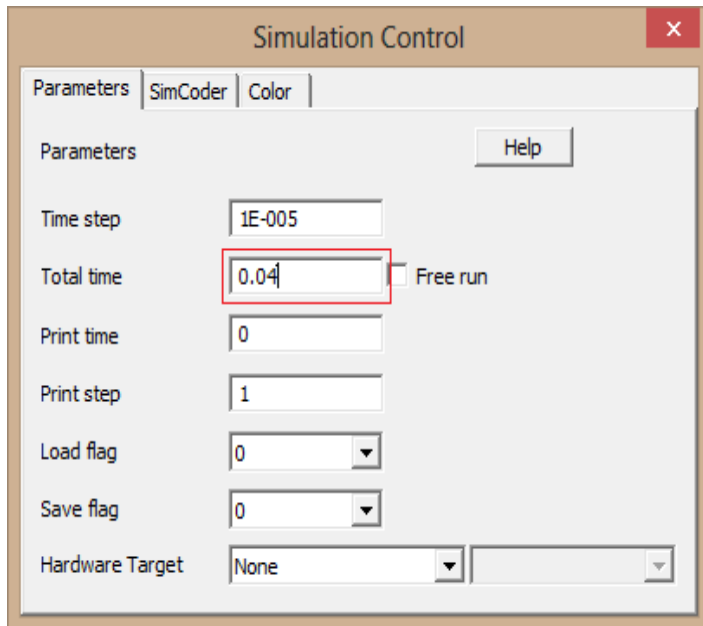 Simulation Control
Parameters SimCoder Color
Parameters Help
Time step 1E-005
Total time 0.04 Free run
Print time 0
Print step 1
Load flag 0
Save flag 0
Hardware Target None